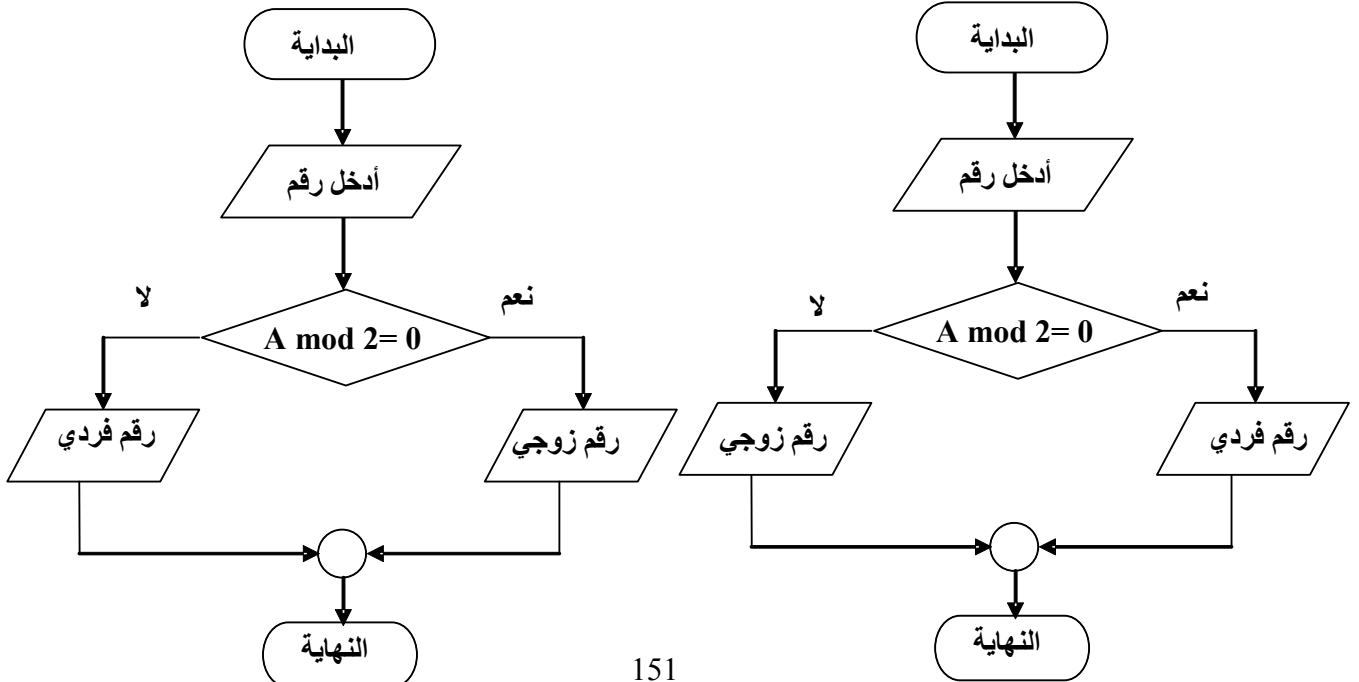 البداية
أدخل رقم
نعم
لا
A mod 2= 0
رقم فردي
رقم زوجي
النهاية
البداية
أدخل رقم
نعم
لا
A mod 2= 0
رقم زوجي
رقم فردي
النهاية
151